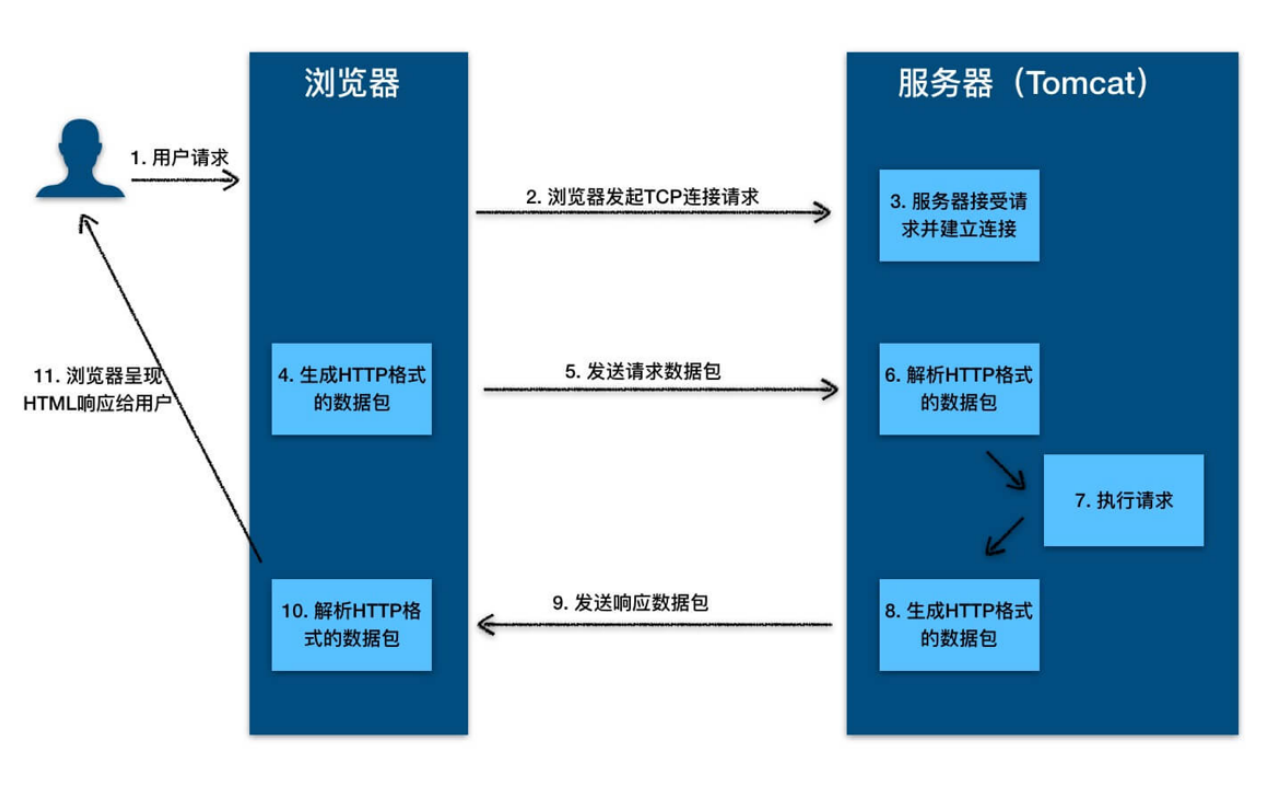 浏览器
服务器（Tomcat）
1. 用户请求
2. 浏览器发起TCP连接请求
3. 服务器接受请
求并建立连接
4. 生成HTTP格式
的数据包
5. 发送请求数据包
6. 解析HTTP格式
的数据包
7. 执行请求
8. 生成HTTP格式
的数据包
9. 发送响应数据包
10. 解析HTTP格
式的数据包
11. 浏览器呈现
HTML响应给用户